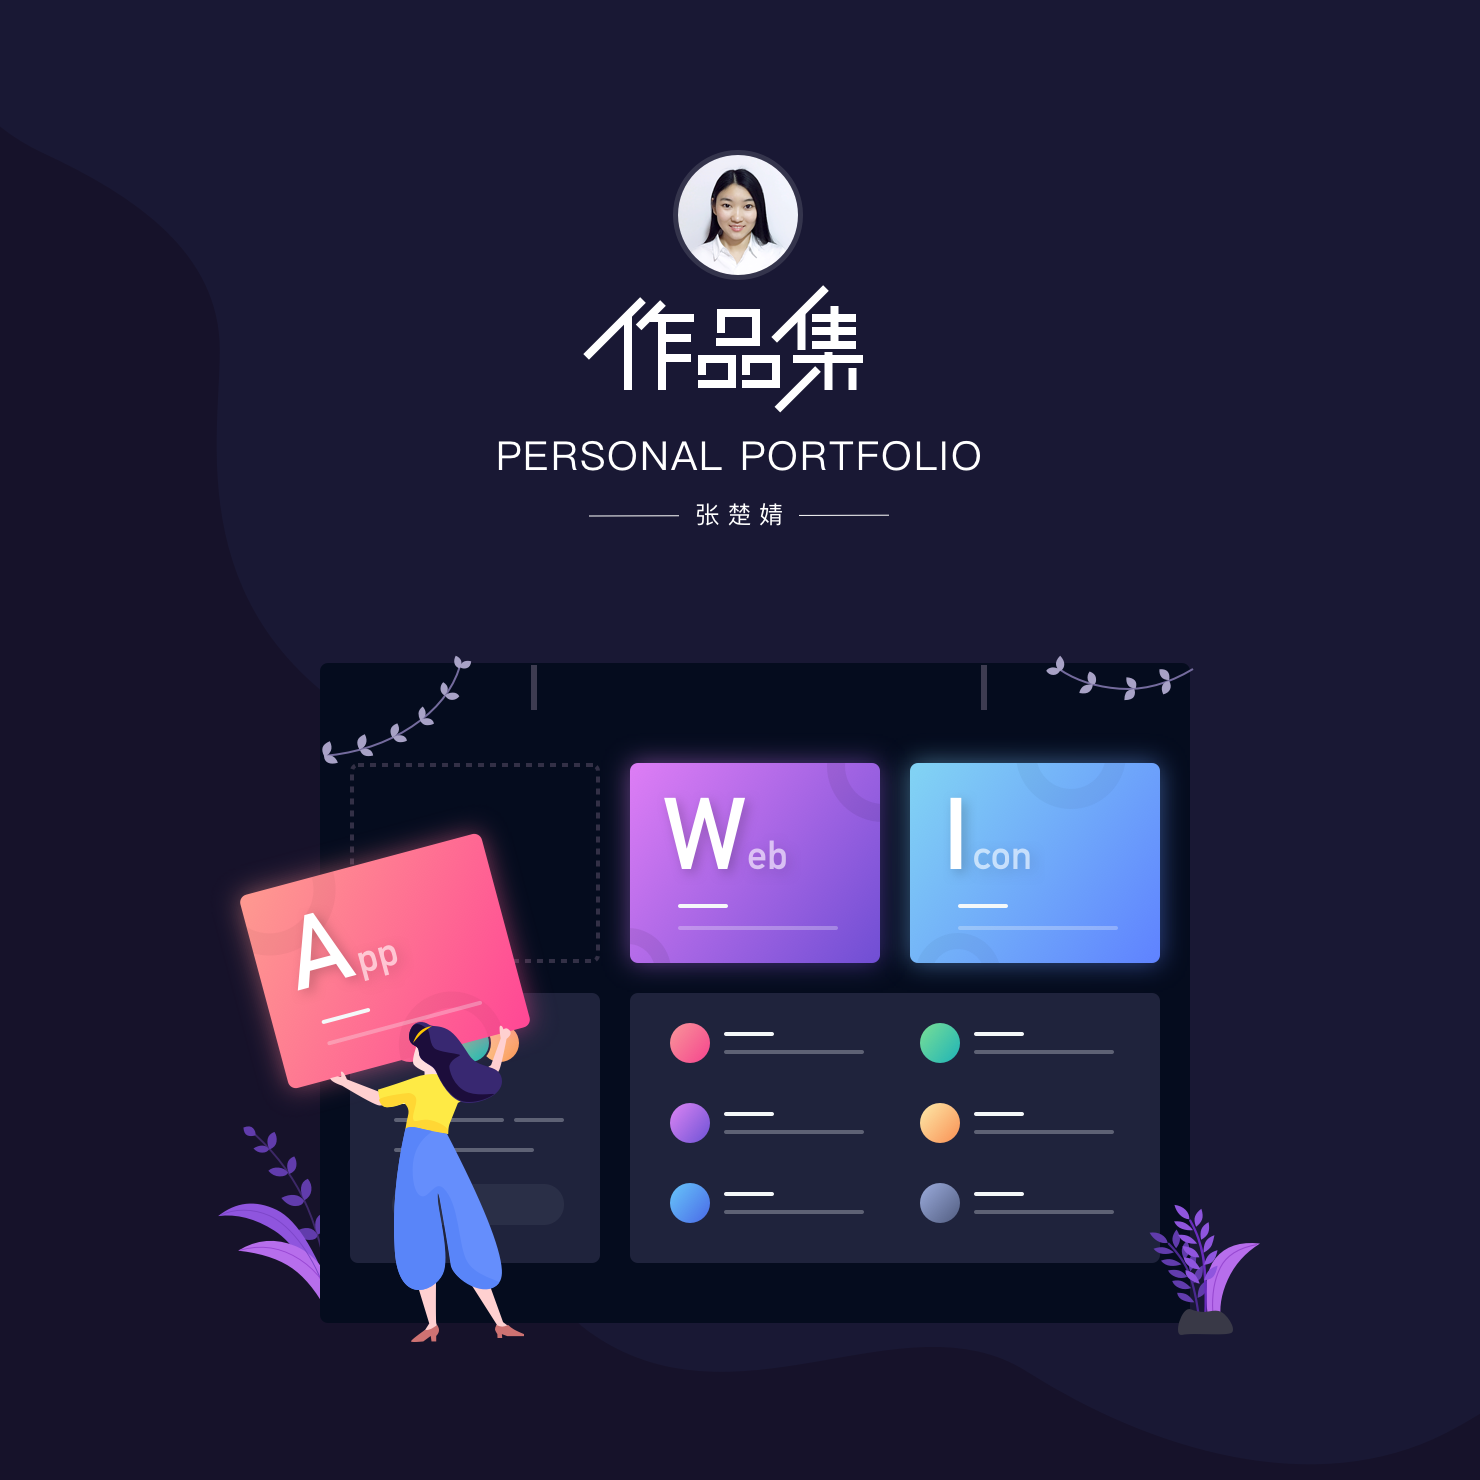 作品集
PERSONAL PORTFOLIO
张楚婧
Web
Icon
App